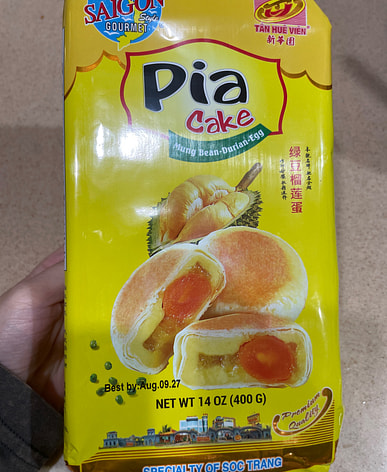 SAIGON
Style
GOURMET
TÂN HUÊ VIÊN
新華園
Pia
Cake
Mung Bean-Durian-Egg
绿豆榴莲蛋
Best by:Aug.09.27
NET WT 14 OZ (400 G)
Premium
Quality
SPECIALTY OF SOC TRANG